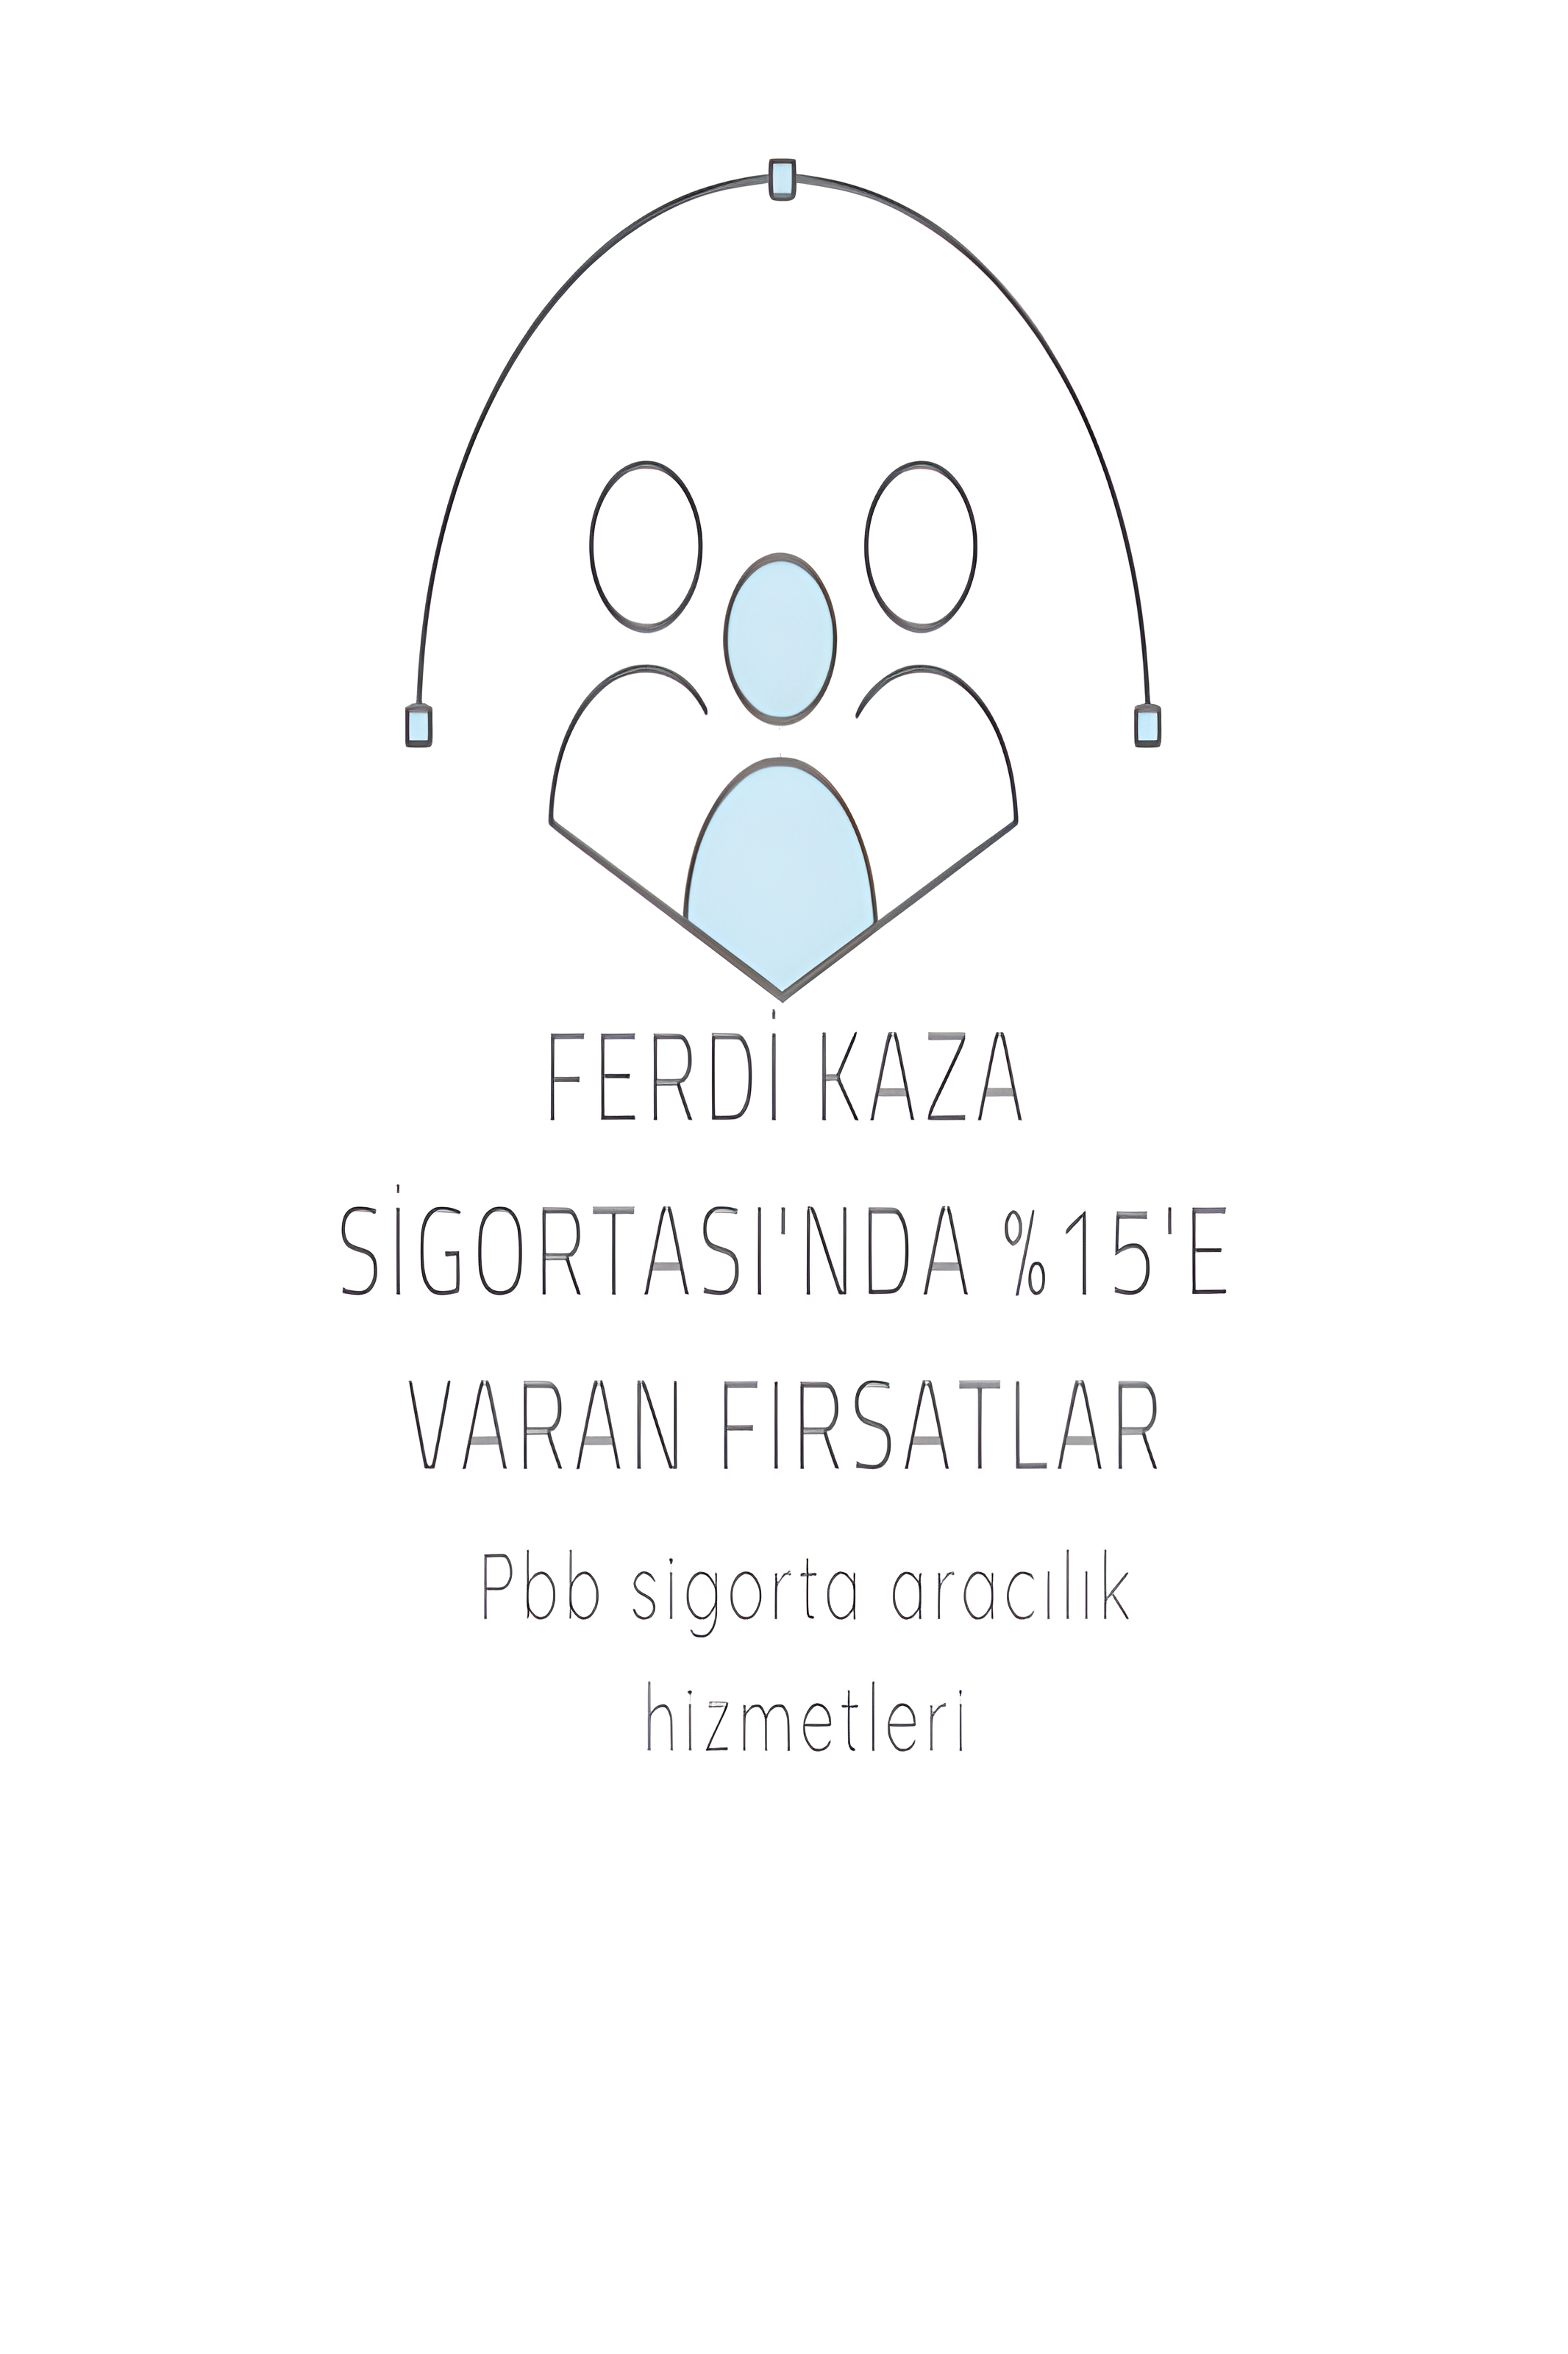 FERDİ KAZA
SİGORTASI'NDA %15'E
VARAN FIRSATLAR
Pbb sigorta aracılık
hizmetleri